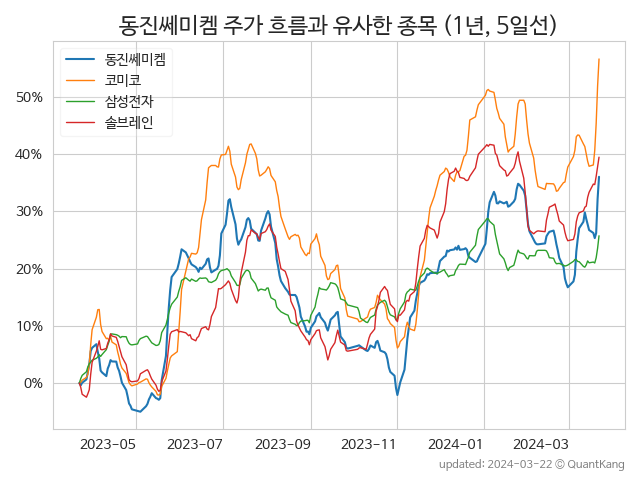 동진쎄미켐 주가 흐름과 유사한 종목 (1년, 5일선)
동진쎄미켐
코미코
삼성전자
솔브레인
50%
40%
30%
20%
10%
0%
2023-05 2023-07 2023-09 2023-11 2024-01 2024-03
updated: 2024-03-22 © QuantKang